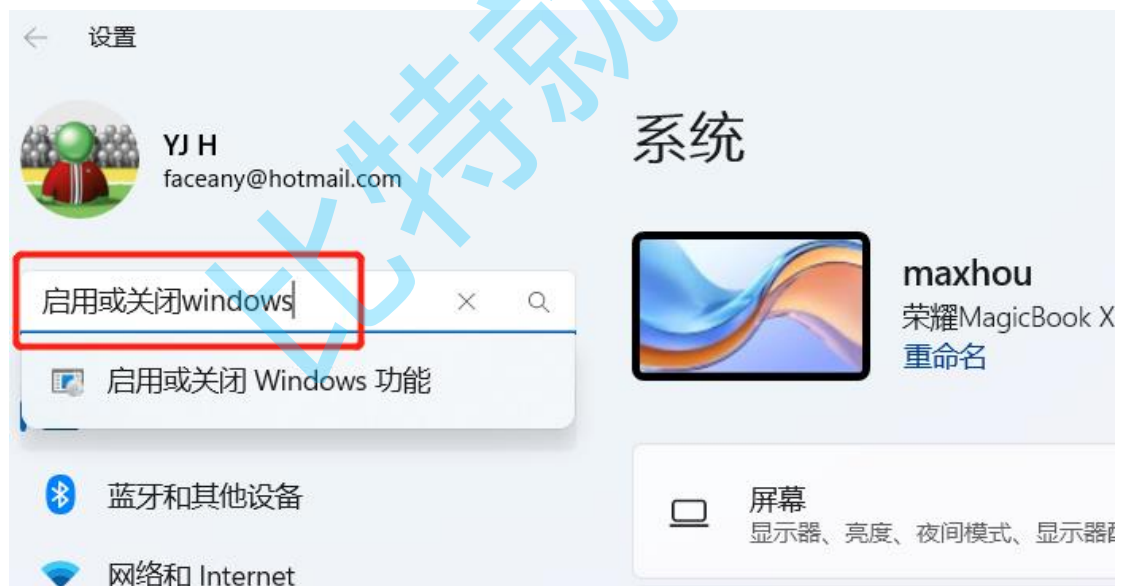 设置
YJ H
faceany@hotmail.com
启用或关闭windows
启用或关闭 Windows 功能
蓝牙和其他设备
网络和 Internet
系统
maxhou
荣耀MagicBook X
重命名
屏幕
显示器、亮度、夜间模式、显示器配
比特就